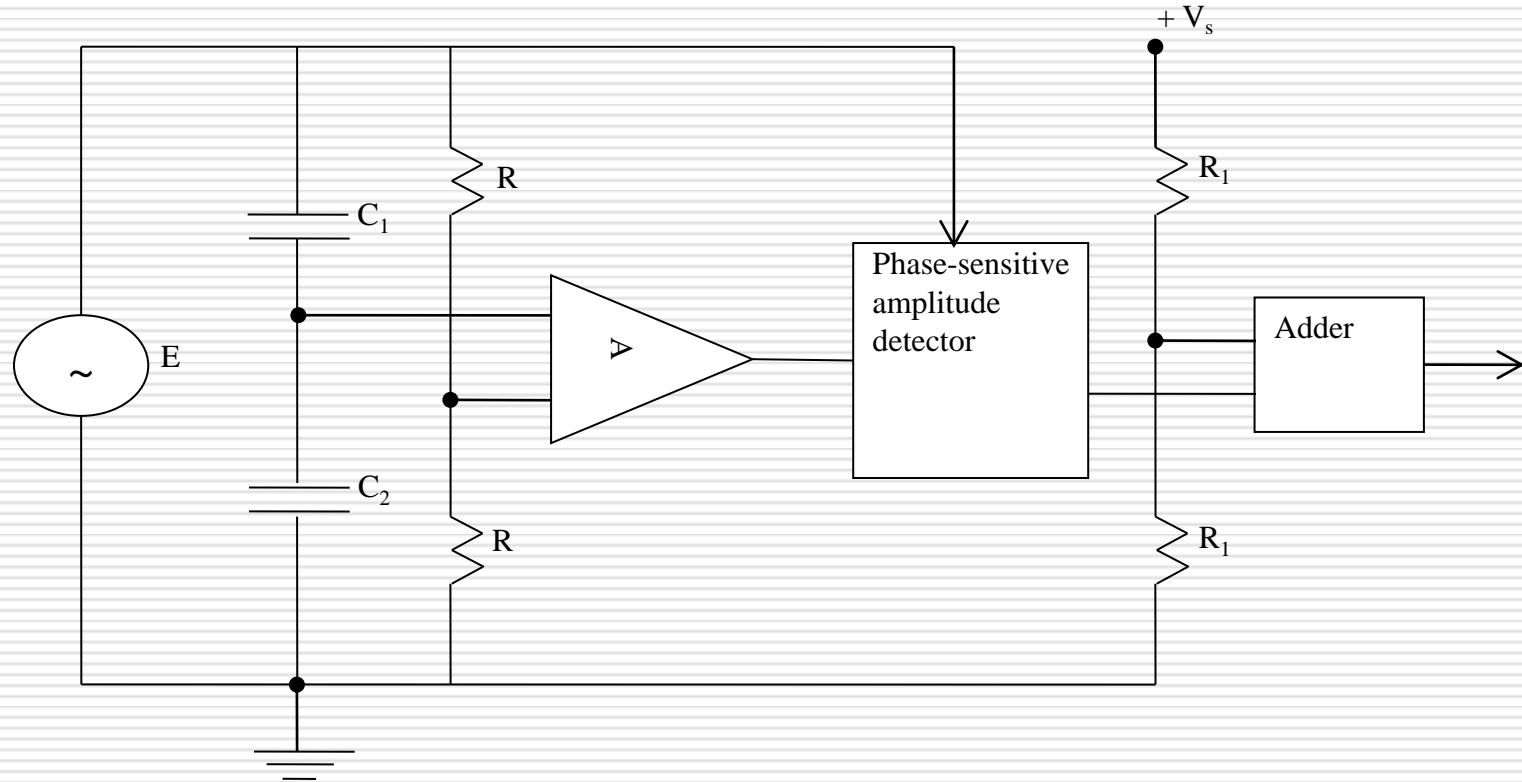 + Vₛ
R
R₁
C₁
Phase-sensitive
amplitude
detector
Adder
~
E
A
C₂
R
R₁